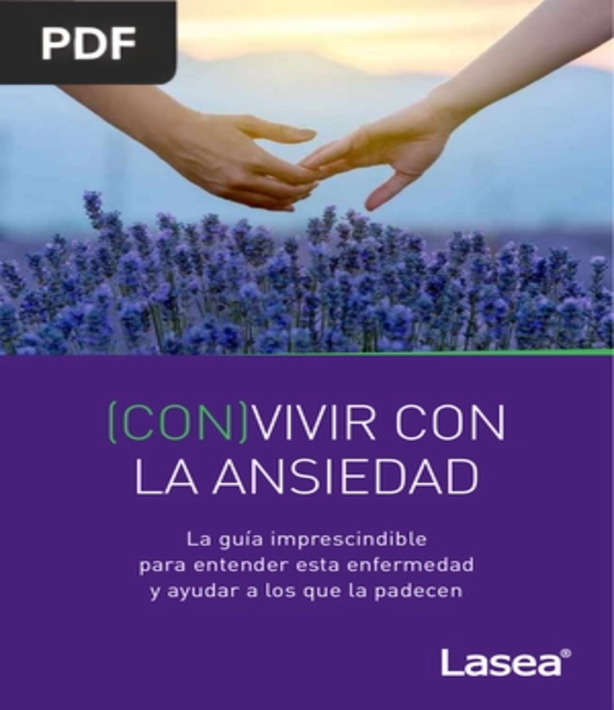 PDF
(CON)VIVIR CON
LA ANSIEDAD
La guía imprescindible
para entender esta enfermedad
y ayudar a los que la padecen
Lasea®